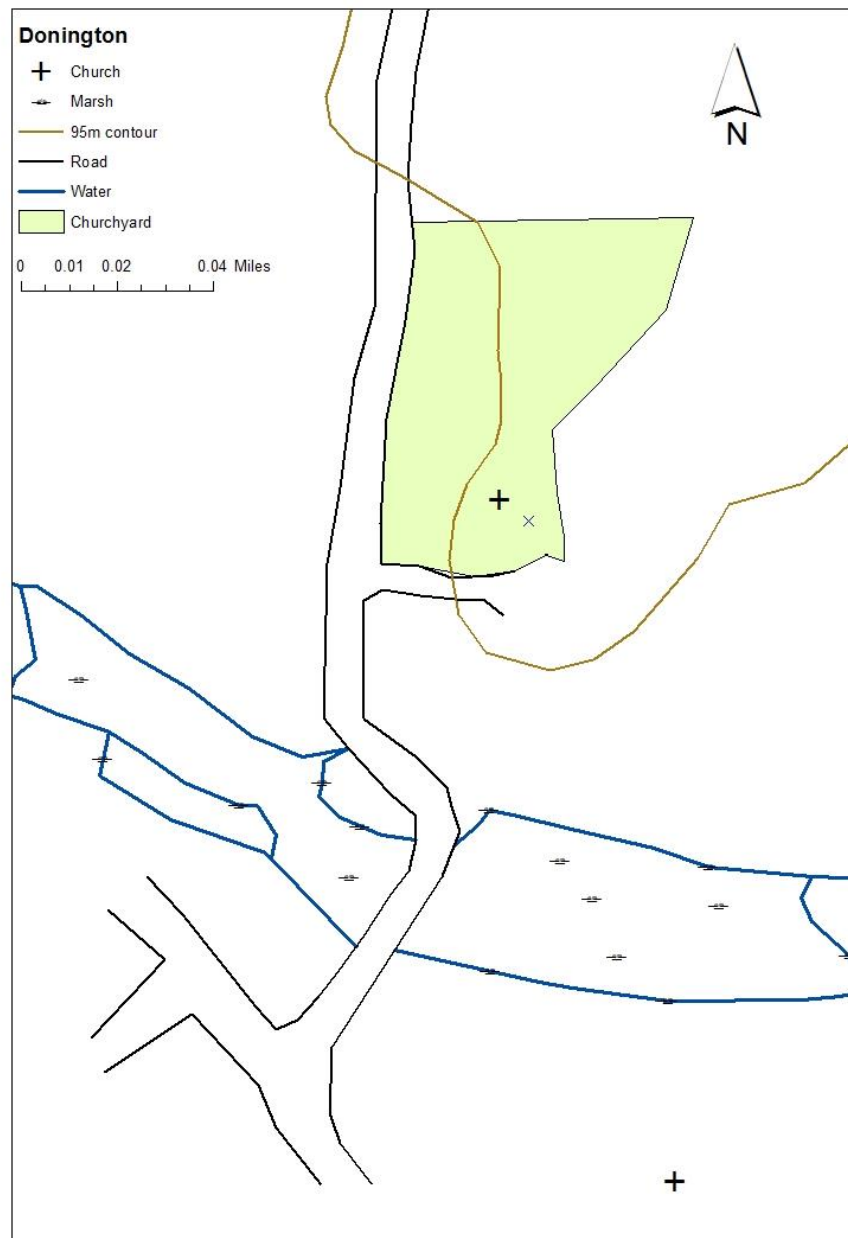 Donington
Church
Marsh
95m contour
Road
Water
Churchyard
0 0.01 0.02 0.04 Miles
N